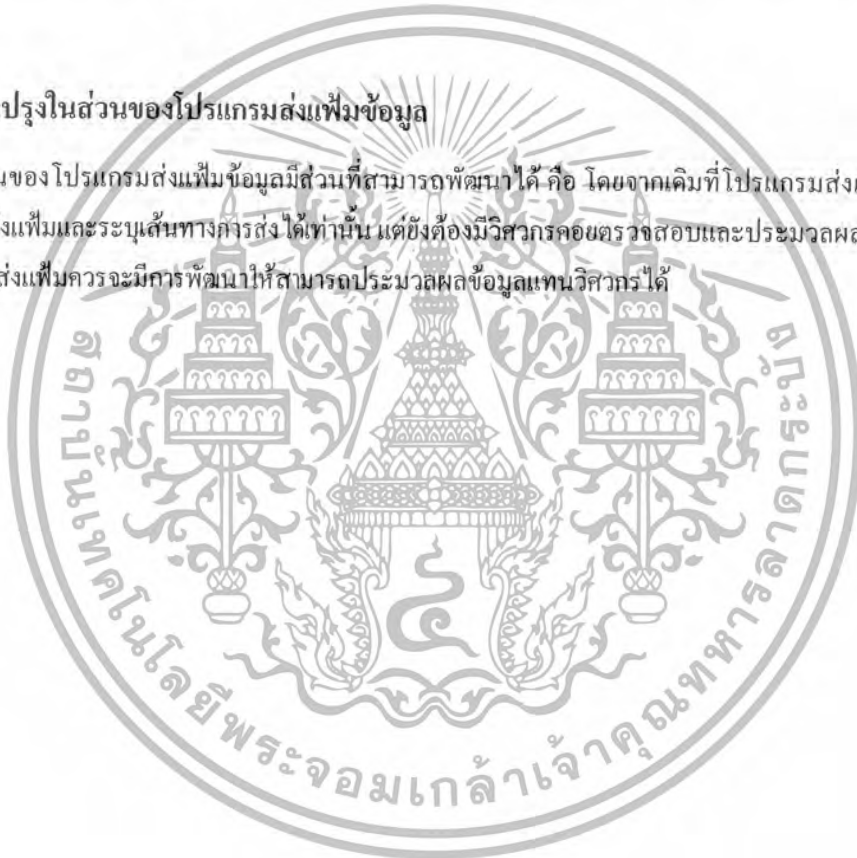 ปรุงในส่วนของโปรแกรมส่งแฟ้มข้อมูล
นของโปรแกรมส่งแฟ้มข้อมูลมีส่วนที่สามารถพัฒนาได้ คือ โดยจากเดิมที่โปรแกรมส่งแ
งแฟ้มและระบุเส้นทางการส่งได้เท่านั้น แต่ยังต้องมีวิศวกรคอยตรวจสอบและประมวลผล
ส่งแฟ้มควรจะมีการพัฒนาให้สามารถประมวลผลข้อมูลแทนวิศวกรได้
สถาบันเทคโนโลยีพระจอมเกล้าเจ้าคุณทหารลาดกระบัง
๔